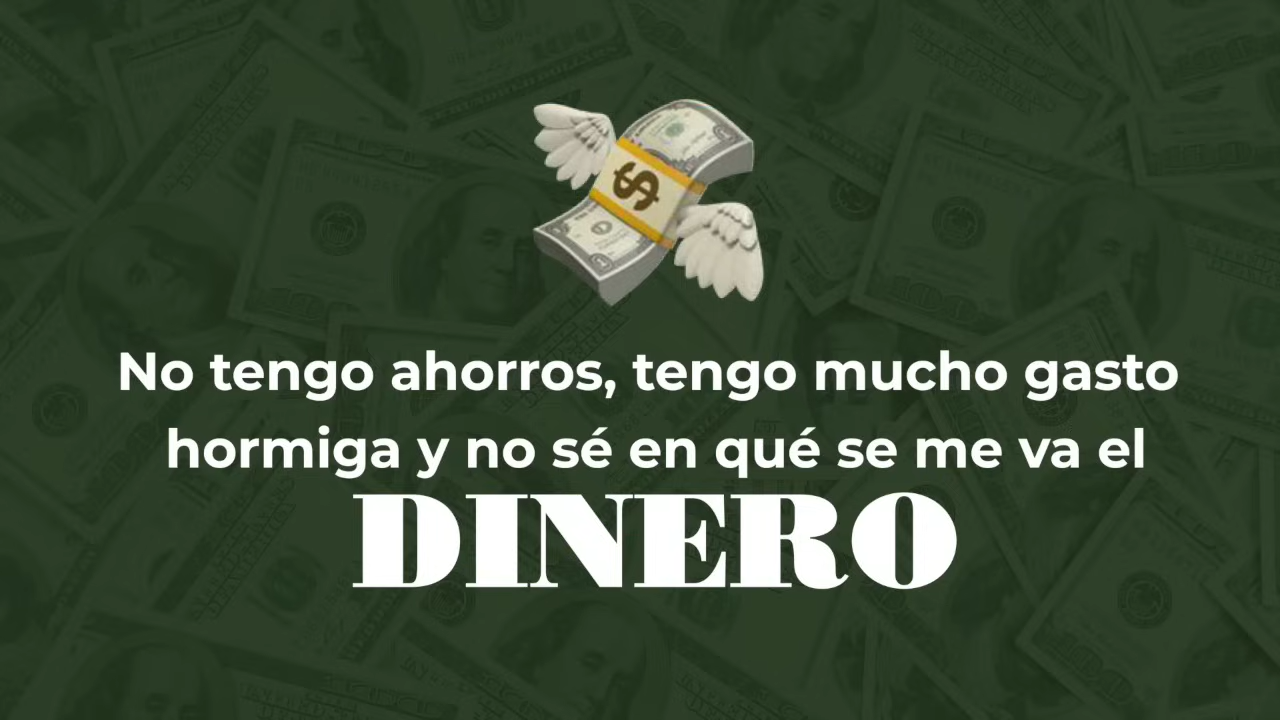 No tengo ahorros, tengo mucho gasto
hormiga y no sé en qué se me va el
DINERO
$